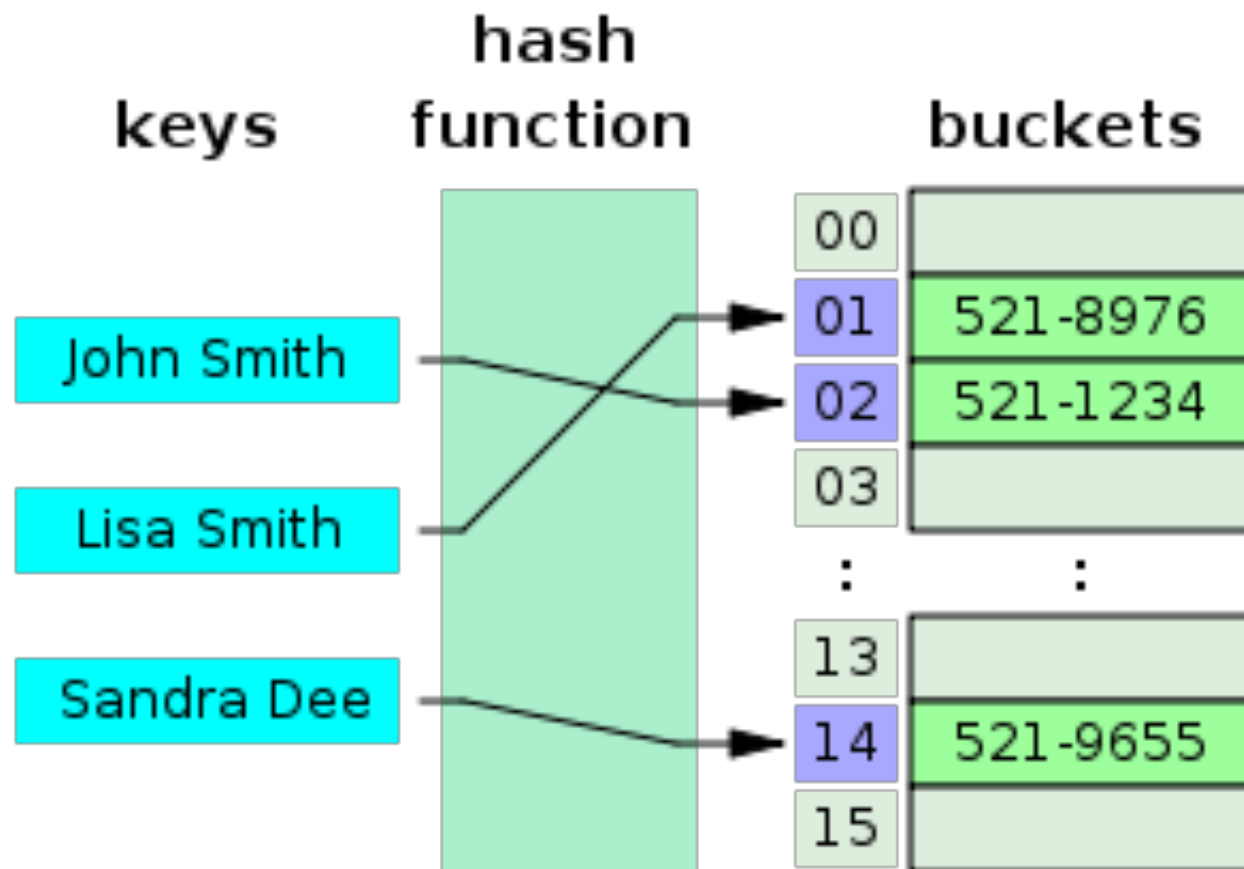 hash
keys function buckets
00
01 521-8976
John Smith
02 521-1234
03
Lisa Smith
: :
13
Sandra Dee
14 521-9655
15